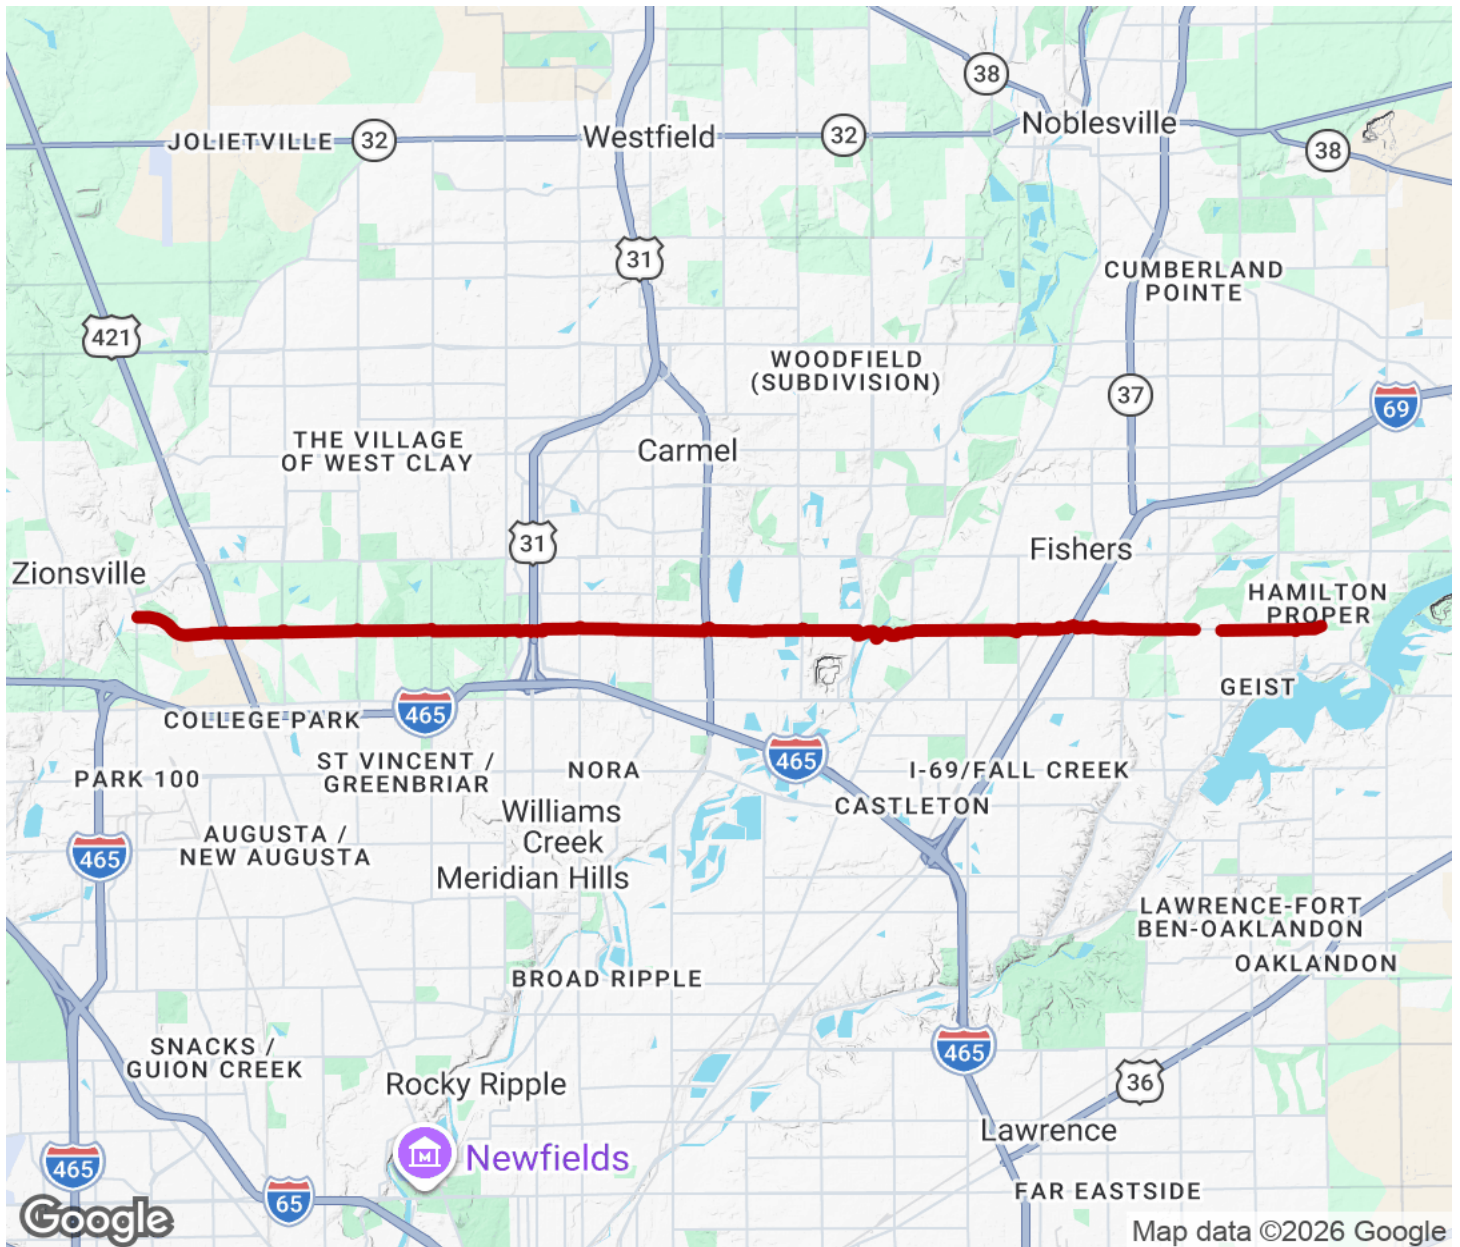 38
JOLIETVILLE
32
Westfield
32
Noblesville
38
31
CUMBERLAND
POINTE
421
WOODFIELD
(SUBDIVISION)
37
69
THE VILLAGE
OF WEST CLAY
Carmel
31
Fishers
Zionsville
HAMILTON
PROPER
GEIST
COLLEGE PARK
465
ST VINCENT /
GREENBRIAR
NORA
465
I-69/FALL CREEK
PARK 100
CASTLETON
Williams
Creek
AUGUSTA /
NEW AUGUSTA
465
Meridian Hills
LAWRENCE-FORT
BEN-OAKLANDON
OAKLANDON
BROAD RIPPLE
SNACKS /
GUION CREEK
465
Rocky Ripple
36
Lawrence
Newfields
465
65
FAR EASTSIDE
Google
Map data ©2026 Google